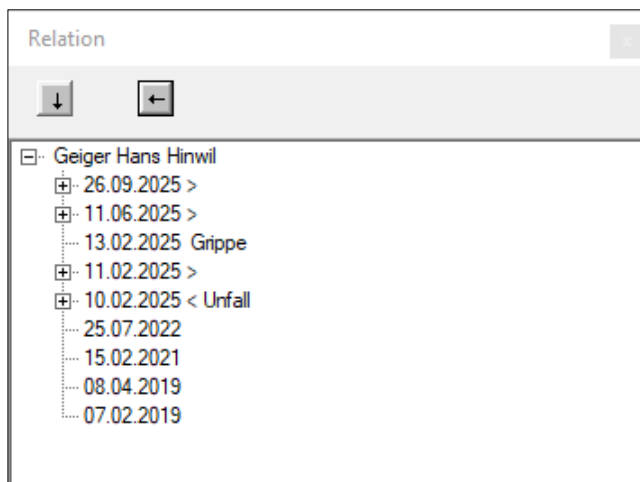 Relation
x
↓ ←
Geiger Hans Hinwil
26.09.2025 >
11.06.2025 >
13.02.2025 Grippe
11.02.2025 >
10.02.2025 < Unfall
25.07.2022
15.02.2021
08.04.2019
07.02.2019